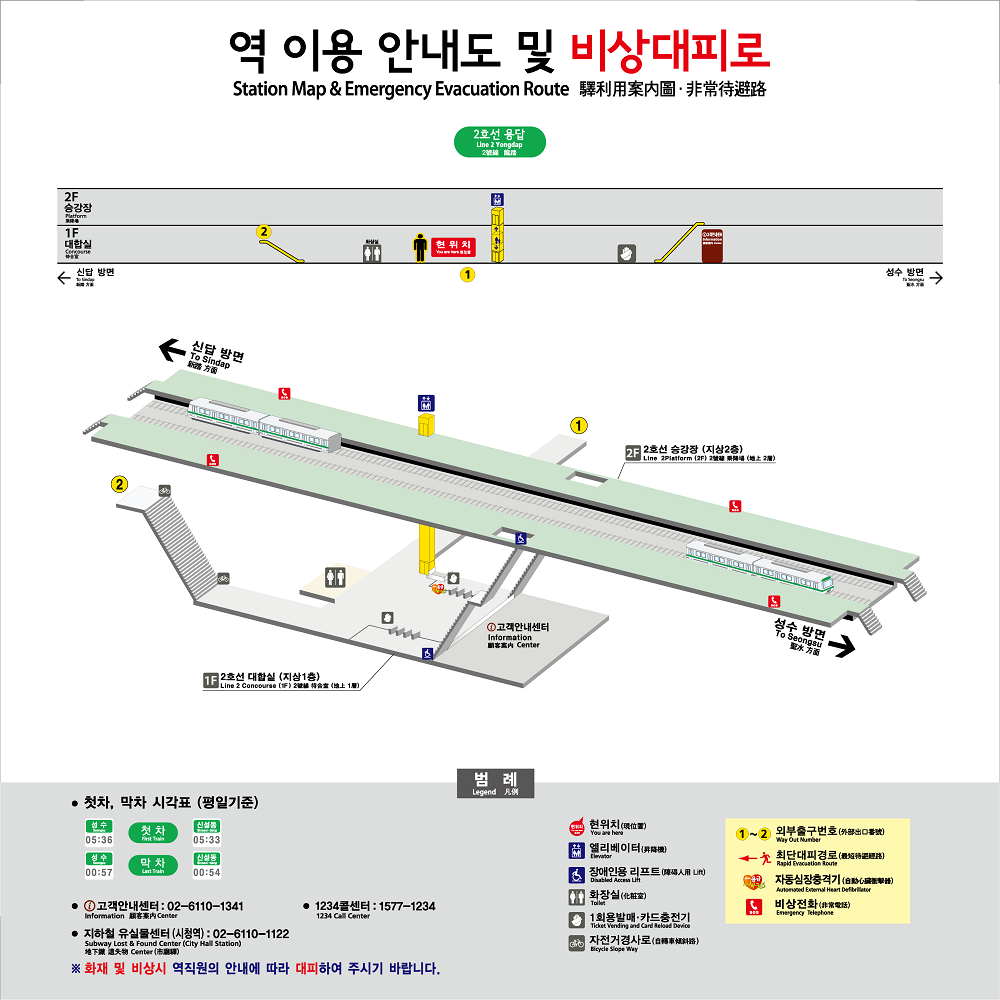 역 이용 안내도 및 비상대피로
Station Map & Emergency Evacuation Route 驛利用案內圖·非常待避路
2호선 용답
Line 2 Yongdap
2號線 龍踏
2F
승강장
Platform
乘降場
2
화장실
현 위 치
You are here 現位置
1F
대합실
Concourse
待合室
1
신답 방면
To Sindap
新踏 方面
성수 방면
To Seongsu
聖水 方面
신답 방면
To Sindap
新踏 方面
SOS
1
2F 2호선 승강장 (지상2층)
Line 2Platform (2F) 2號線 乘降場 (地上 2層)
SOS
2
SOS
SOS
고객안내센터
Information
顧客案內 Center
성수 방면
To Seongsu
聖水 方面
1F 2호선 대합실 (지상1층)
Line 2 Concourse (1F) 2號線 待合室 (地上 1層)
범 례
Legend 凡例
• 첫차, 막차 시각표 (평일기준)
성 수
Seongsu
05:36
첫 차
First Train
신설동
Sinseol-dong
05:33
성 수
Seongsu
00:57
막 차
Last Train
신설동
Sinseol-dong
00:54
• 고객안내센터 : 02-6110-1341
Information 顧客案內 Center
• 1234콜센터 : 1577-1234
1234 Call Center
• 지하철 유실물센터 (시청역) : 02-6110-1122
Subway Lost & Found Center (City Hall Station)
地下鐵 遺失物 Center (市廳驛)
※ 화재 및 비상시 역직원의 안내에 따라 대피하여 주시기 바랍니다.
현위치
현위치(現位置)
You are here
엘리베이터(昇降機)
Elevator
장애인용 리프트(障碍人用 Lift)
Disabled Access Lift
화장실(化粧室)
Toilet
1회용발매·카드충전기
Ticket Vending and Card Reload Device
자전거경사로(自轉車傾斜路)
Bicycle Slope Way
1~2 외부출구번호(外部出口番號)
Way Out Number
최단대피경로(最短待避經路)
Rapid Evacuation Route
자동심장충격기(自動心臟衝擊器)
Automated External Heart Defibrillator
SOS
비상전화(非常電話)
Emergency Telephone